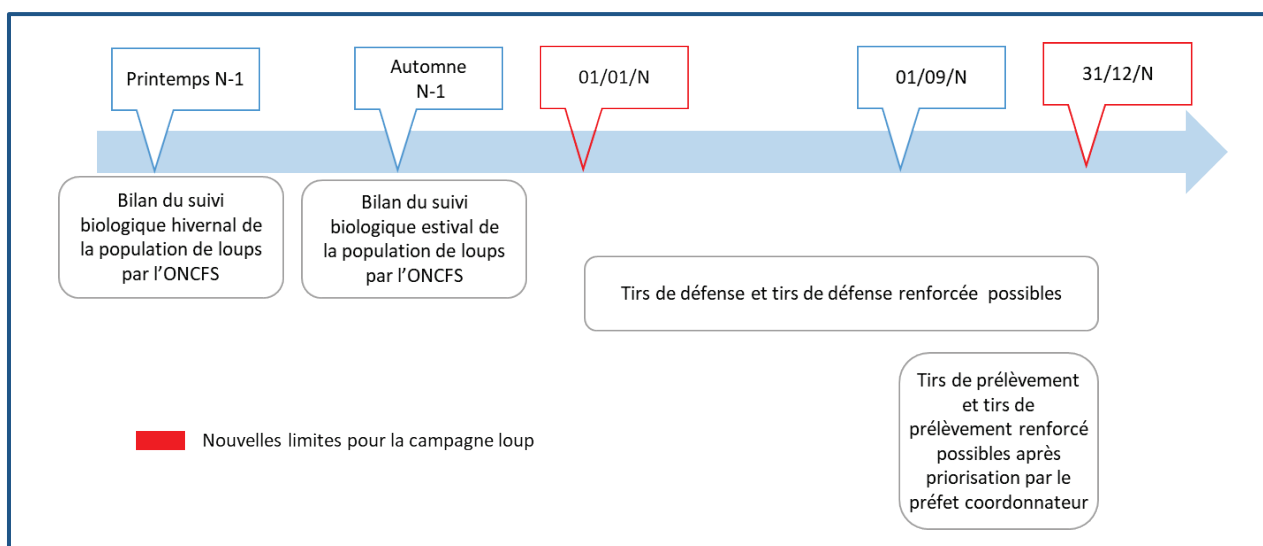 Printemps N-1
Automne
N-1
01/01/N
01/09/N
31/12/N
Bilan du suivi
biologique hivernal de
la population de loups
par l'ONCFS
Bilan du suivi
biologique estival de
la population de loups
par l'ONCFS
Tirs de défense et tirs de défense renforcée possibles
Tirs de prélèvement
et tirs de
prélèvement renforcé
possibles après
priorisation par le
préfet coordonnateur
Nouvelles limites pour la campagne loup